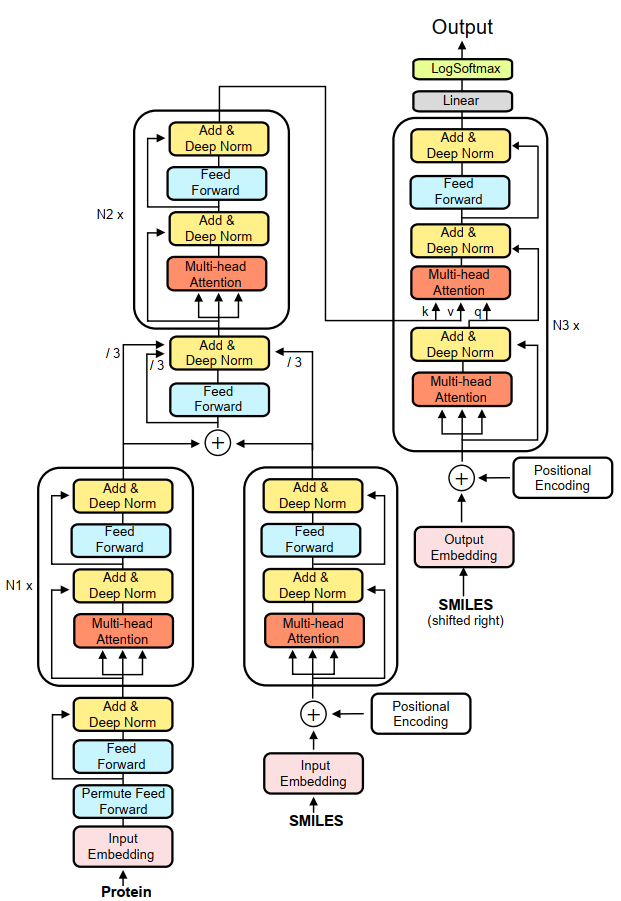 Output
LogSoftmax
Linear
Add &
Deep Norm
Feed
Forward
Add &
Deep Norm
Multi-head
Attention
k
v
q
Add &
Deep Norm
Multi-head
Attention
N3 x
Positional
Encoding
Output
Embedding
SMILES
(shifted right)
Add &
Deep Norm
Feed
Forward
Add &
Deep Norm
Multi-head
Attention
N2 x
Add &
Deep Norm
/ 3
/ 3
/ 3
Feed
Forward
Add &
Deep Norm
Feed
Forward
Add &
Deep Norm
Multi-head
Attention
N1 x
Add &
Deep Norm
Feed
Forward
Permute Feed
Forward
Input
Embedding
Protein
Add &
Deep Norm
Feed
Forward
Add &
Deep Norm
Multi-head
Attention
Positional
Encoding
Input
Embedding
SMILES